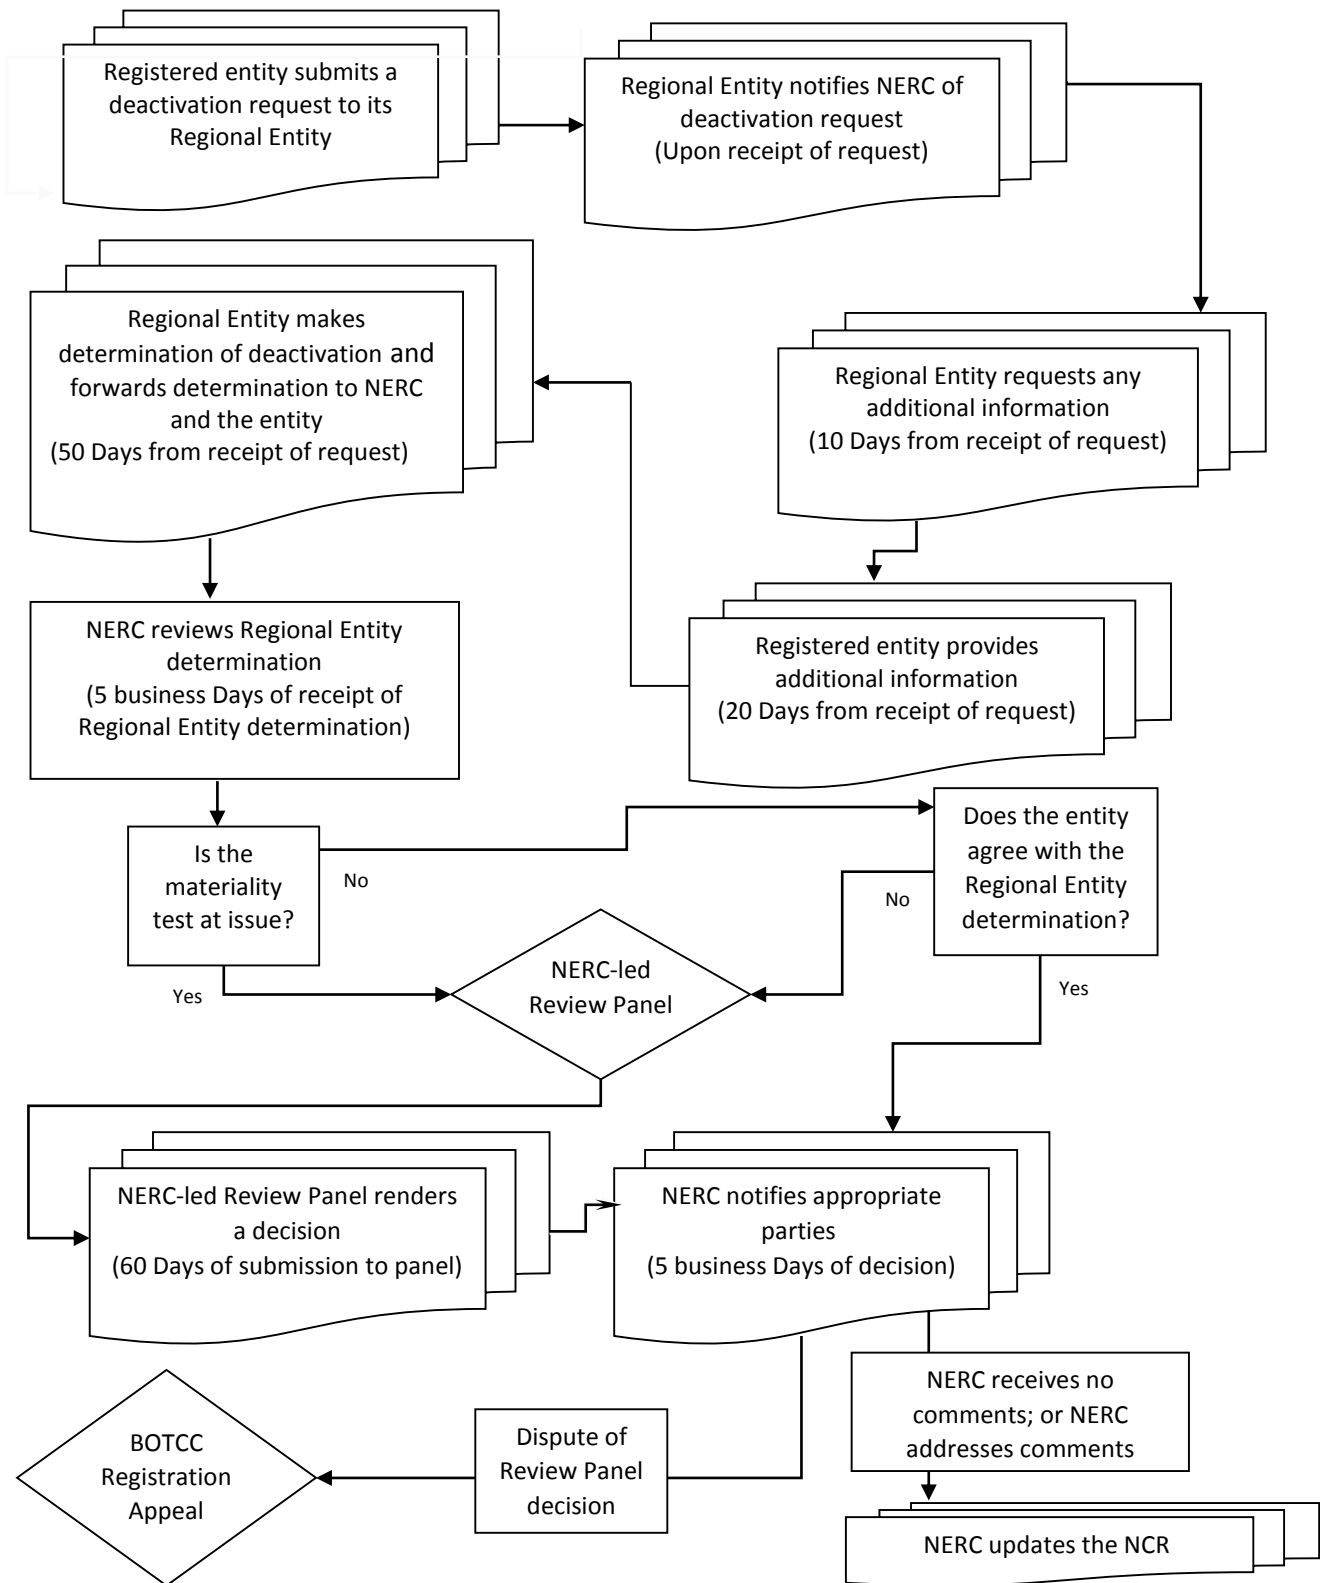 Registered entity submits a
deactivation request to its
Regional Entity
Regional Entity notifies NERC of
deactivation request
(Upon receipt of request)
Regional Entity requests any
additional information
(10 Days from receipt of request)
Regional Entity makes
determination of deactivation and
forwards determination to NERC
and the entity
(50 Days from receipt of request)
Registered entity provides
additional information
(20 Days from receipt of request)
NERC reviews Regional Entity
determination
(5 business Days of receipt of
Regional Entity determination)
Is the
materiality
test at issue?
No
Yes
Does the entity
agree with the
Regional Entity
determination?
No
Yes
NERC-led
Review Panel
NERC-led Review Panel renders
a decision
(60 Days of submission to panel)
NERC notifies appropriate
parties
(5 business Days of decision)
NERC receives no
comments; or NERC
addresses comments
Dispute of
Review Panel
decision
BOTCC
Registration
Appeal
NERC updates the NCR